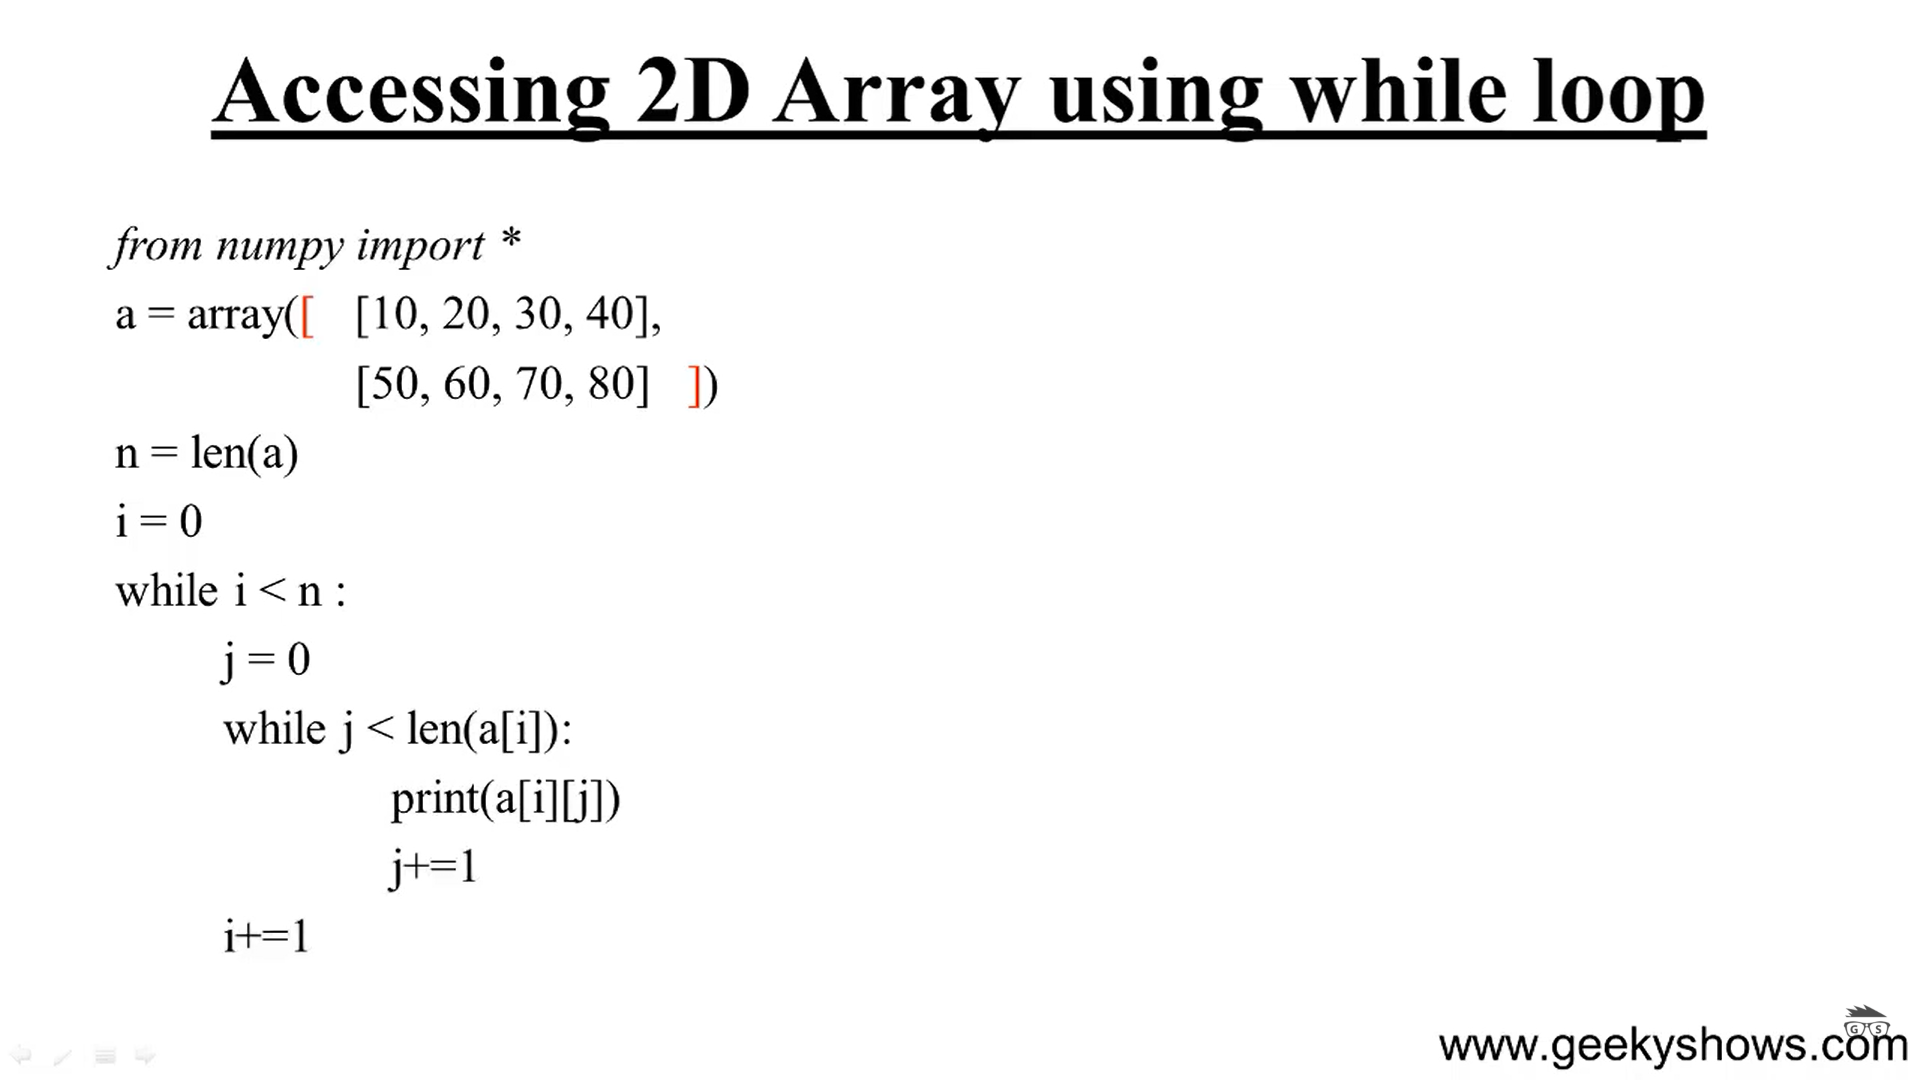 Accessing 2D Array using while loop
from numpy import *
a = array([ [10, 20, 30, 40],
[50, 60, 70, 80] ])
n = len(a)
i = 0
while i < n :
j = 0
while j < len(a[i]):
print(a[i][j])
j+=1
i+=1
G S
www.geekyshows.com